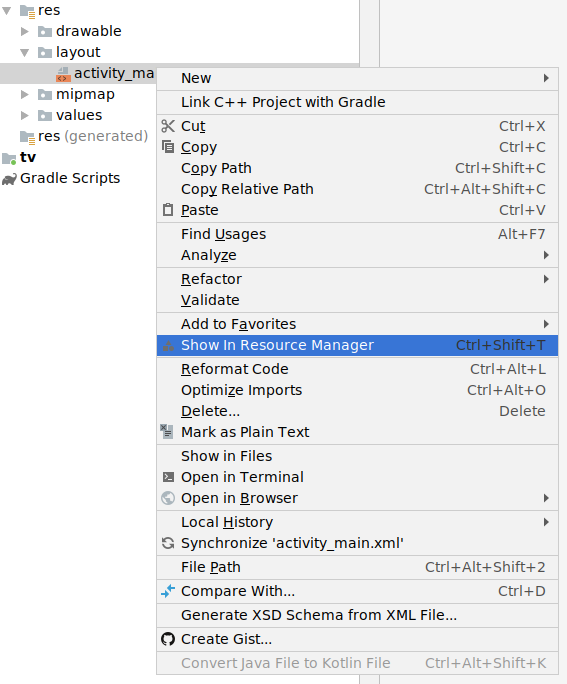 res
drawable
layout
activity_ma
mipmap
values
res (generated)
tv
Gradle Scripts
New
Link C++ Project with Gradle
Cut Ctrl+X
Copy Ctrl+C
Copy Path Ctrl+Shift+C
Copy Relative Path Ctrl+Alt+Shift+C
Paste Ctrl+V
Find Usages Alt+F7
Analyze
Refactor
Validate
Add to Favorites
Show In Resource Manager Ctrl+Shift+T
Reformat Code Ctrl+Alt+L
Optimize Imports Ctrl+Alt+O
Delete... Delete
Mark as Plain Text
Show in Files
Open in Terminal
Open in Browser
Local History
Synchronize 'activity_main.xml'
File Path Ctrl+Alt+Shift+2
Compare With... Ctrl+D
Generate XSD Schema from XML File...
Create Gist...
Convert Java File to Kotlin File Ctrl+Alt+Shift+K